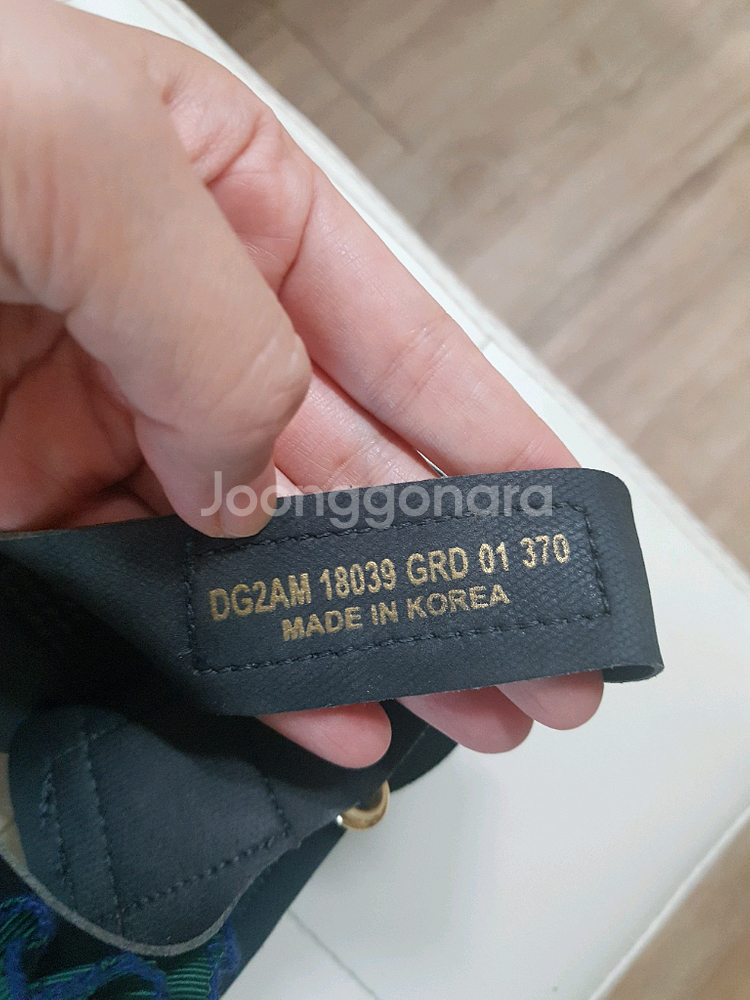 Joonggonara
DG2AM 18039 GRD 01 370
MADE IN KOREA